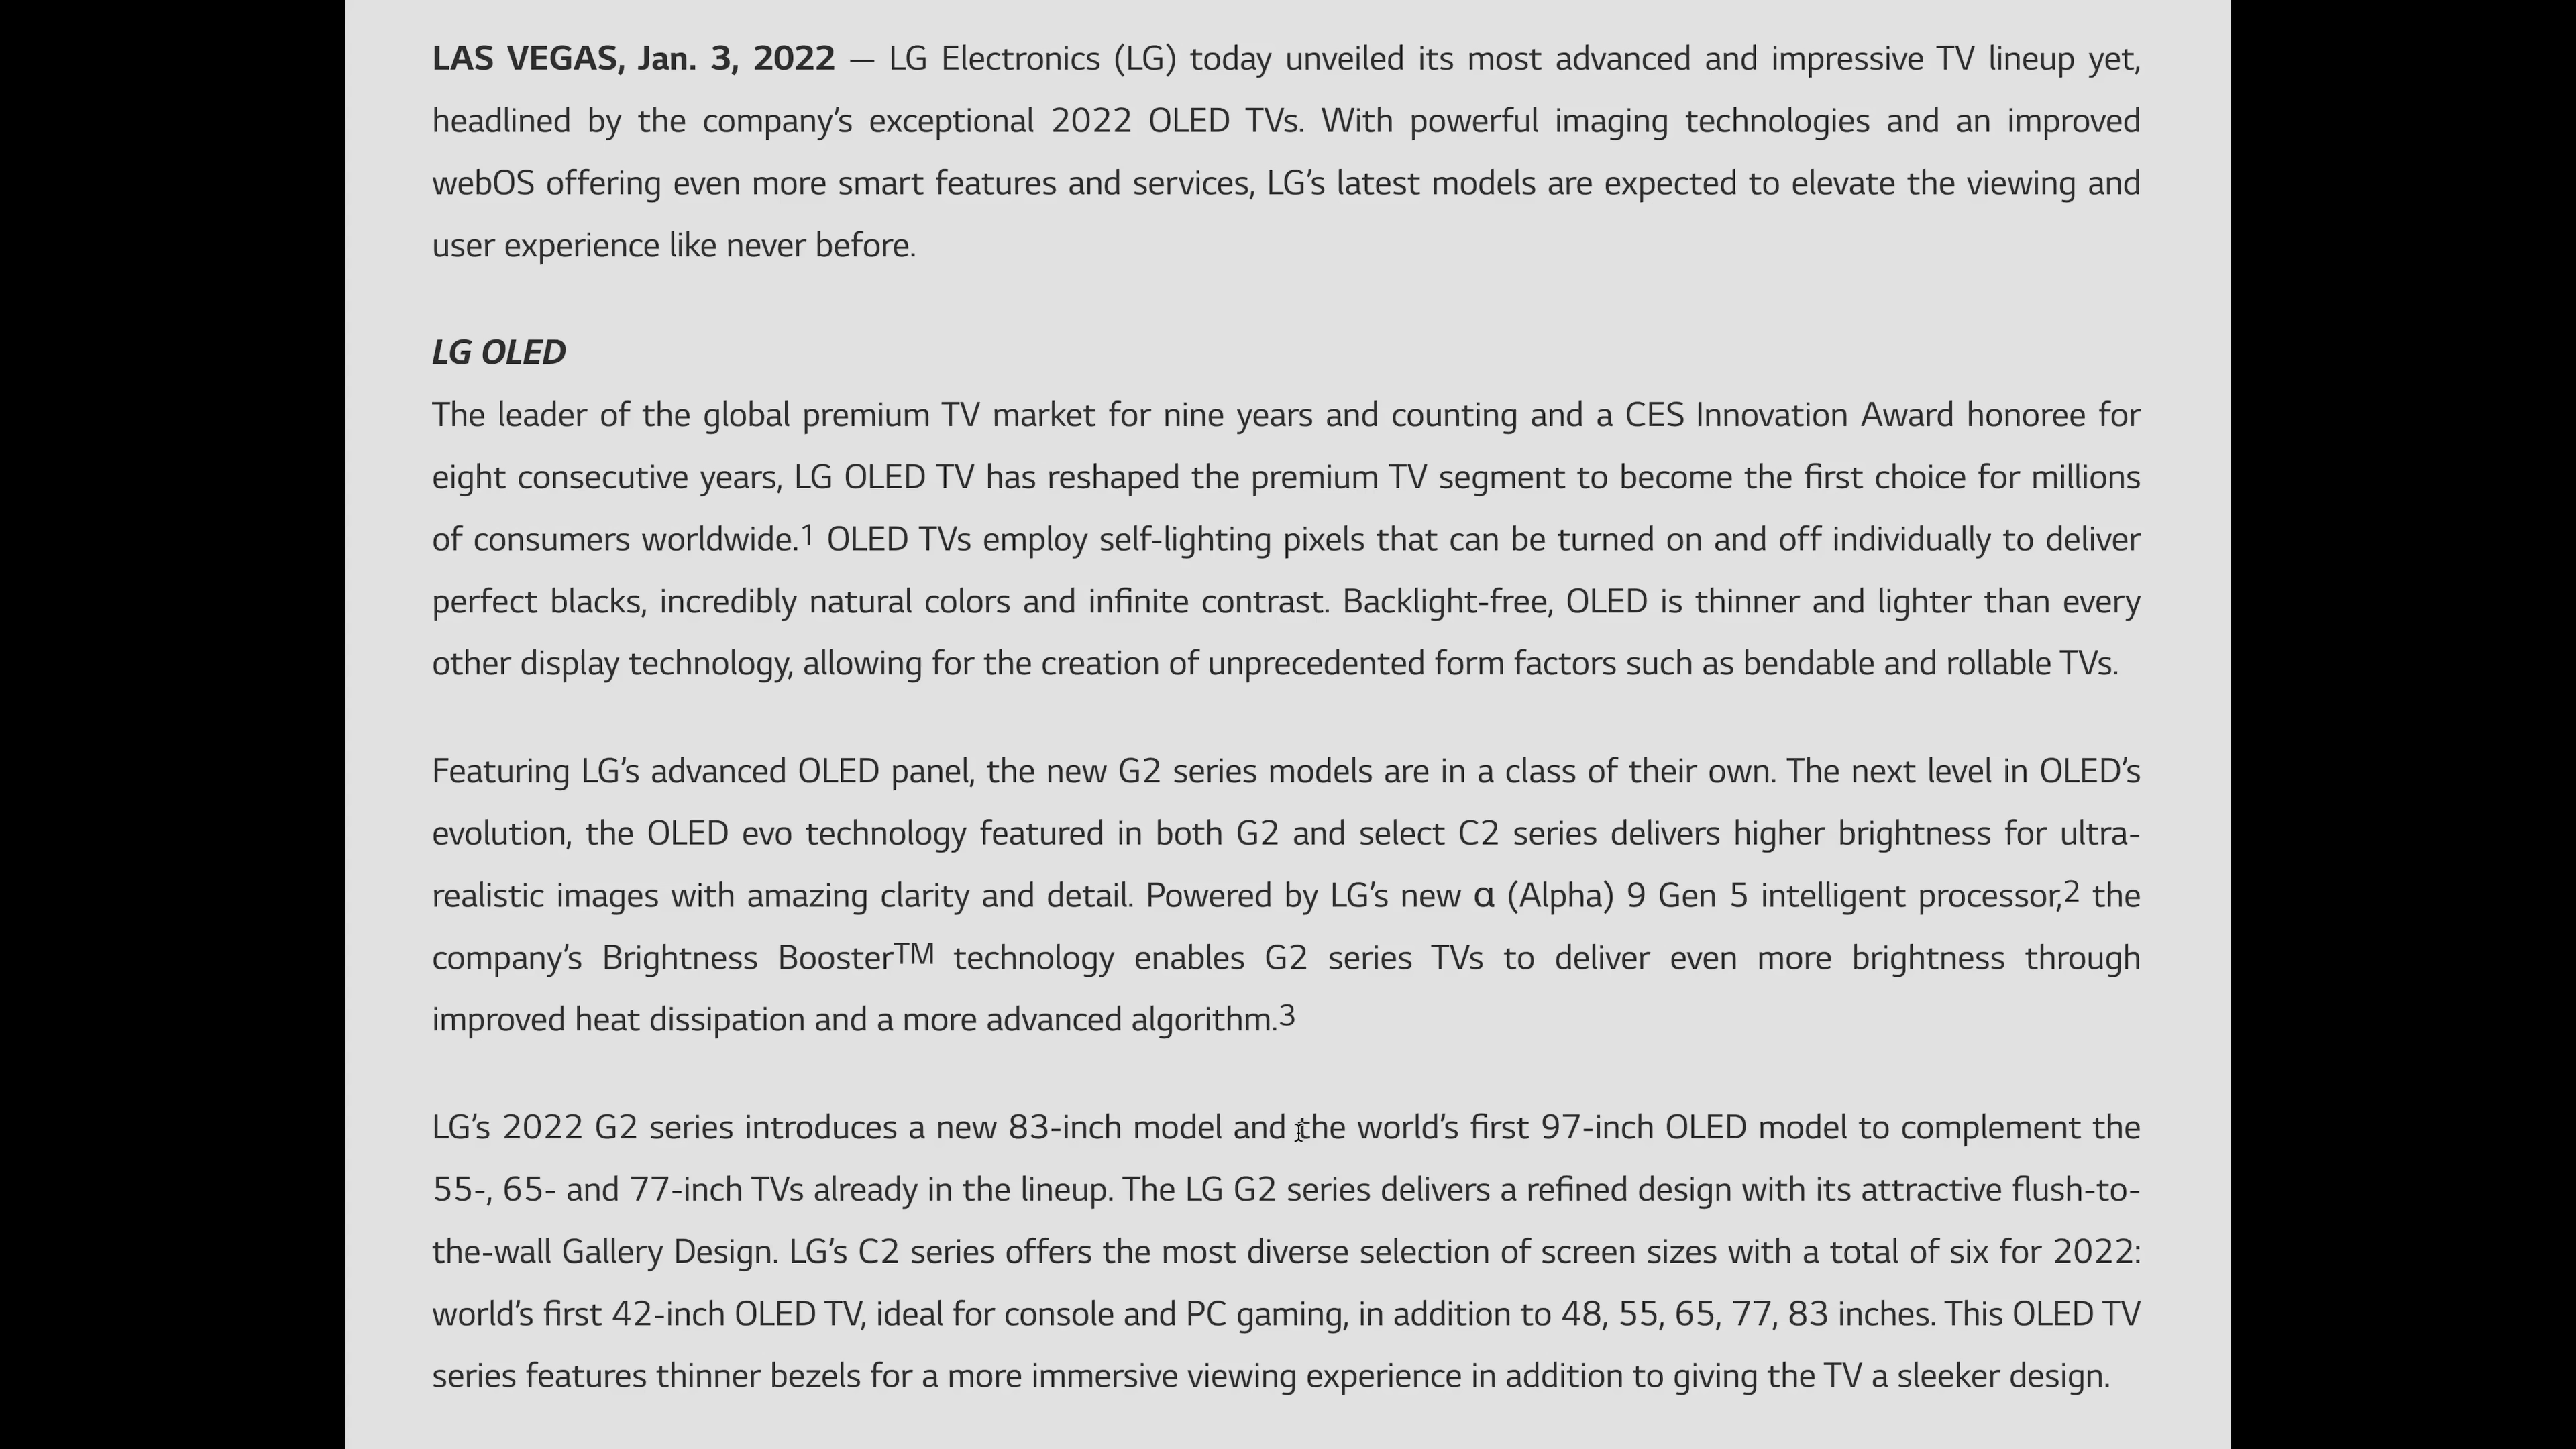 LAS VEGAS, Jan. 3, 2022 — LG Electronics (LG) today unveiled its most advanced and impressive TV lineup yet,
headlined by the company’s exceptional 2022 OLED TVs. With powerful imaging technologies and an improved
webOS offering even more smart features and services, LG’s latest models are expected to elevate the viewing and
user experience like never before.
LG OLED
The leader of the global premium TV market for nine years and counting and a CES Innovation Award honoree for
eight consecutive years, LG OLED TV has reshaped the premium TV segment to become the first choice for millions
of consumers worldwide.1 OLED TVs employ self-lighting pixels that can be turned on and off individually to deliver
perfect blacks, incredibly natural colors and infinite contrast. Backlight-free, OLED is thinner and lighter than every
other display technology, allowing for the creation of unprecedented form factors such as bendable and rollable TVs.
Featuring LG’s advanced OLED panel, the new G2 series models are in a class of their own. The next level in OLED’s
evolution, the OLED evo technology featured in both G2 and select C2 series delivers higher brightness for ultra-
realistic images with amazing clarity and detail. Powered by LG’s new α (Alpha) 9 Gen 5 intelligent processor,2 the
company’s Brightness BoosterTM technology enables G2 series TVs to deliver even more brightness through
improved heat dissipation and a more advanced algorithm.3
LG’s 2022 G2 series introduces a new 83-inch model and the world’s first 97-inch OLED model to complement the
55-, 65- and 77-inch TVs already in the lineup. The LG G2 series delivers a refined design with its attractive flush-to-
the-wall Gallery Design. LG’s C2 series offers the most diverse selection of screen sizes with a total of six for 2022:
world’s first 42-inch OLED TV, ideal for console and PC gaming, in addition to 48, 55, 65, 77, 83 inches. This OLED TV
series features thinner bezels for a more immersive viewing experience in addition to giving the TV a sleeker design.